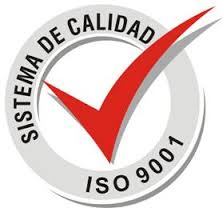 SISTEMA DE CALIDAD
ISO 9001